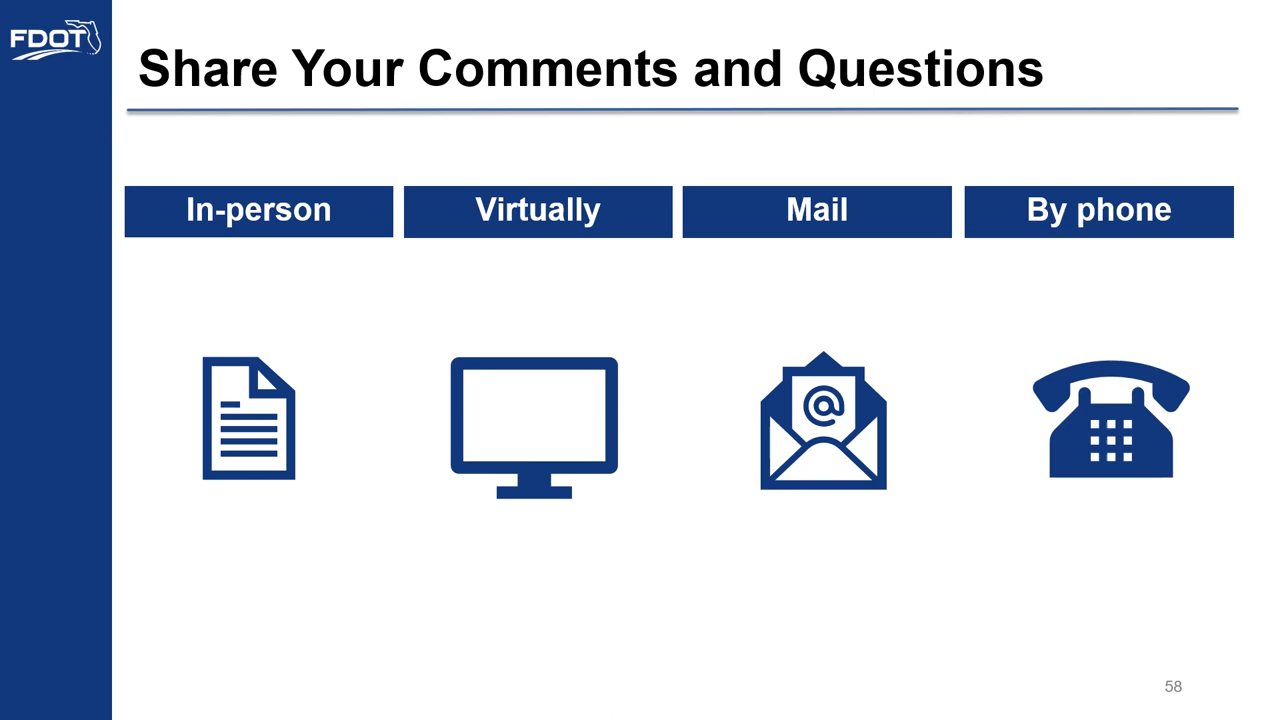 FDOT
Share Your Comments and Questions
In-person
Virtually
Mail
By phone
@
58